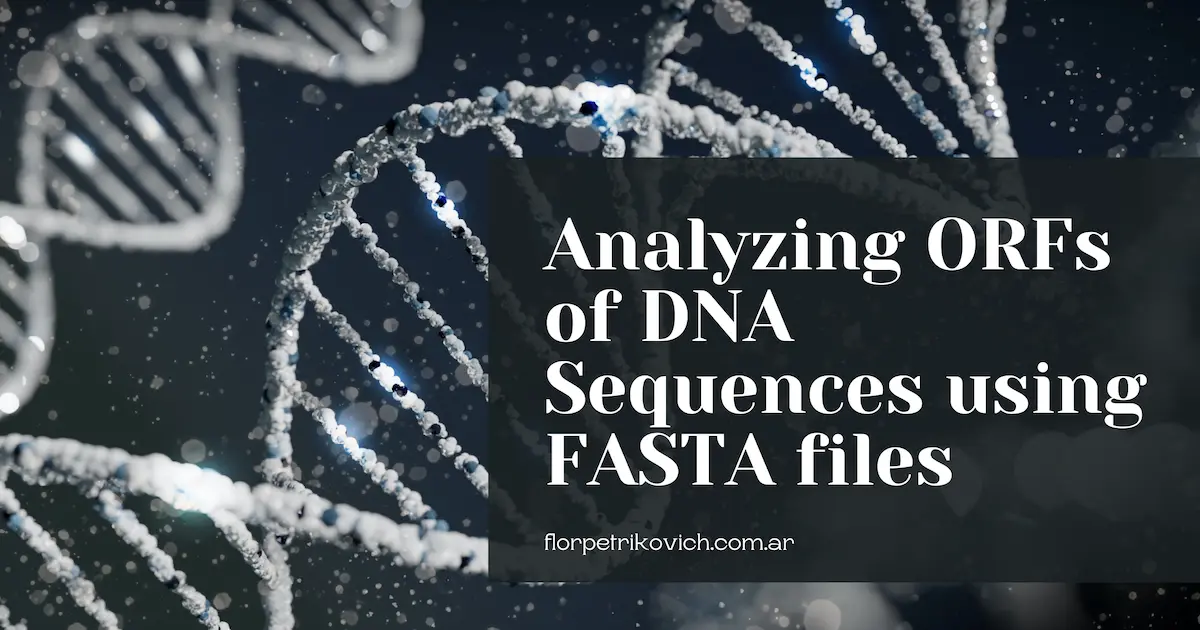 Analyzing ORFs
of DNA
Sequences using
FASTA files
florpetrikovich.com.ar